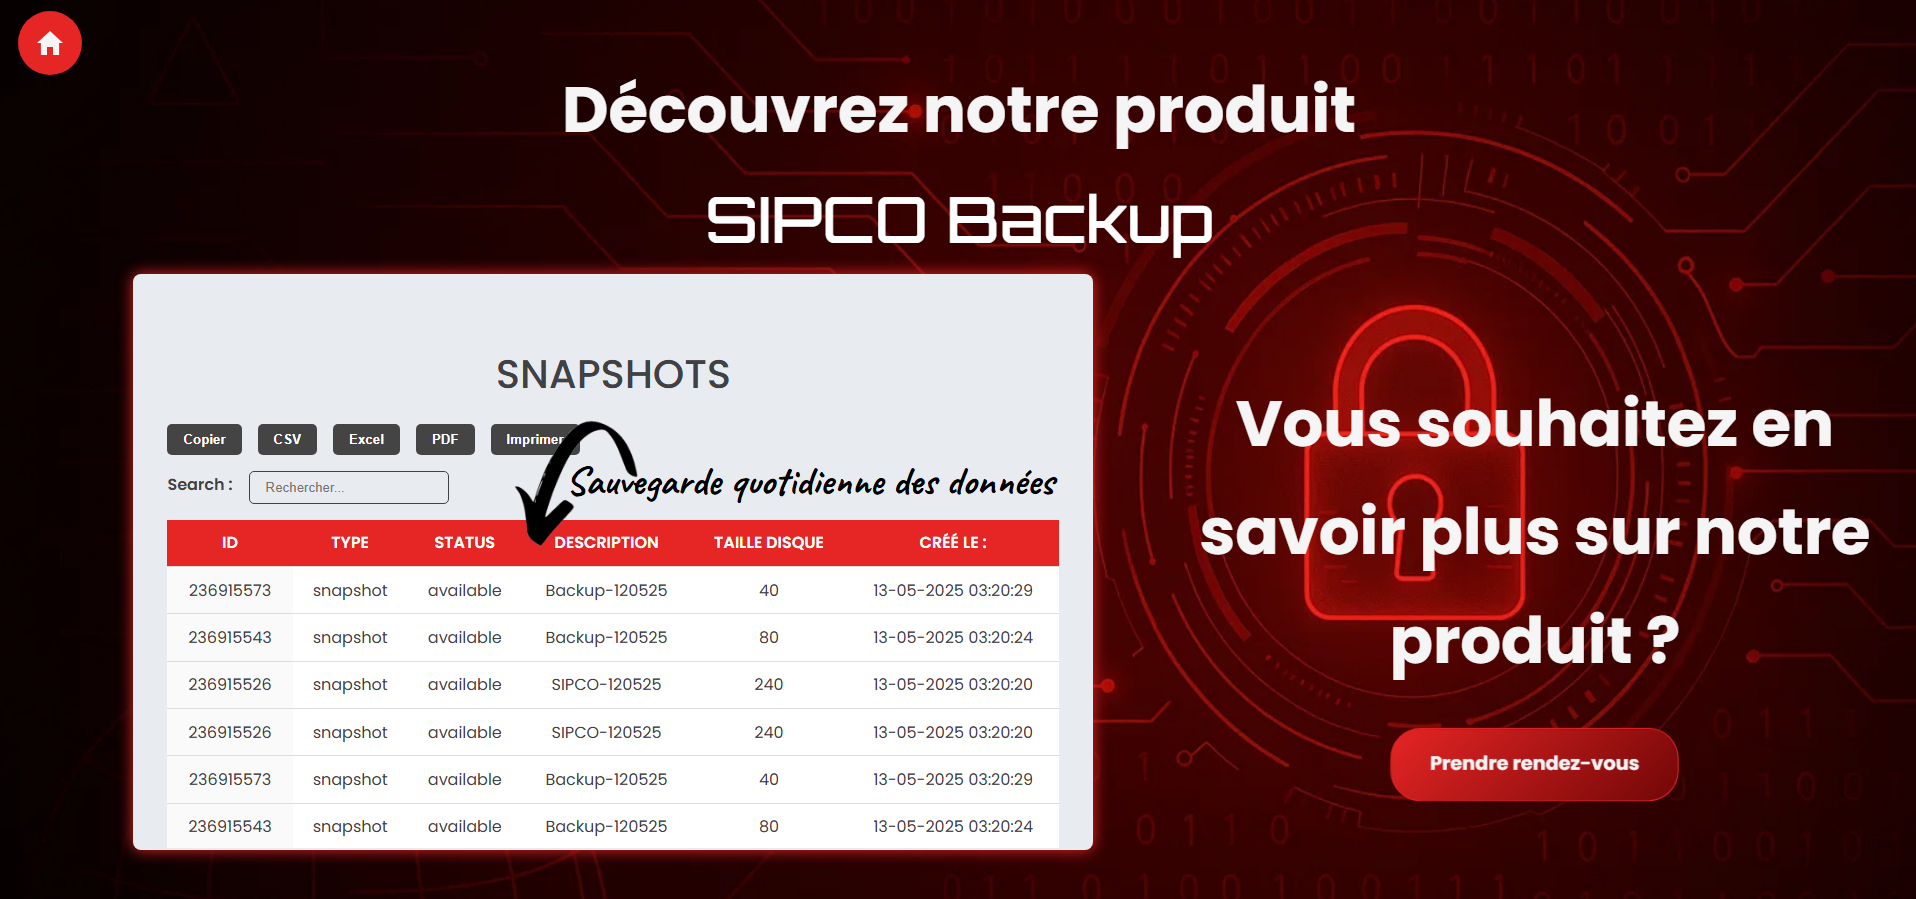 Découvrez notre produit
SIPCO Backup
SNAPSHOTS
Copier CSV Excel PDF Imprimer
Search : Rechercher...
Sauvegarde quotidienne des données
ID TYPE STATUS DESCRIPTION TAILLE DISQUE CRÉÉ LE :
236915573 snapshot available Backup-120525 40 13-05-2025 03:20:29
236915543 snapshot available Backup-120525 80 13-05-2025 03:20:24
236915526 snapshot available SIPCO-120525 240 13-05-2025 03:20:20
236915526 snapshot available SIPCO-120525 240 13-05-2025 03:20:20
236915573 snapshot available Backup-120525 40 13-05-2025 03:20:29
236915543 snapshot available Backup-120525 80 13-05-2025 03:20:24
Vous souhaitez en
savoir plus sur notre
produit ?
Prendre rendez-vous